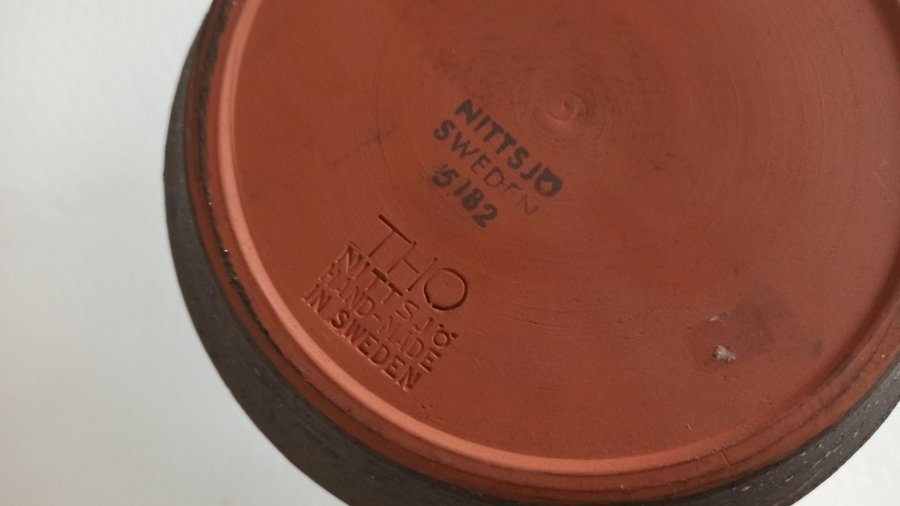 NITTSJÖ
SWEDEN
5182
THO
NITTSJÖ
HAND-MADE
IN SWEDEN